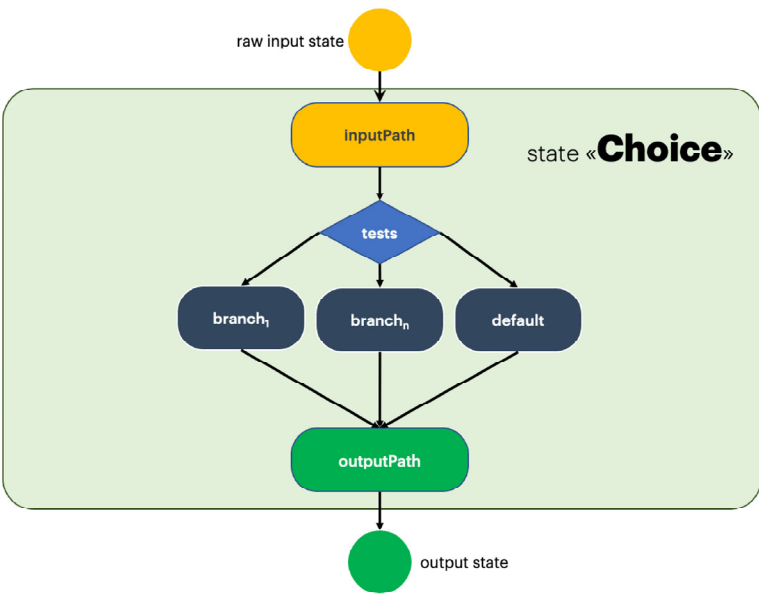 raw input state
inputPath
state «Choice»
tests
branch₁
branchₙ
default
outputPath
output state